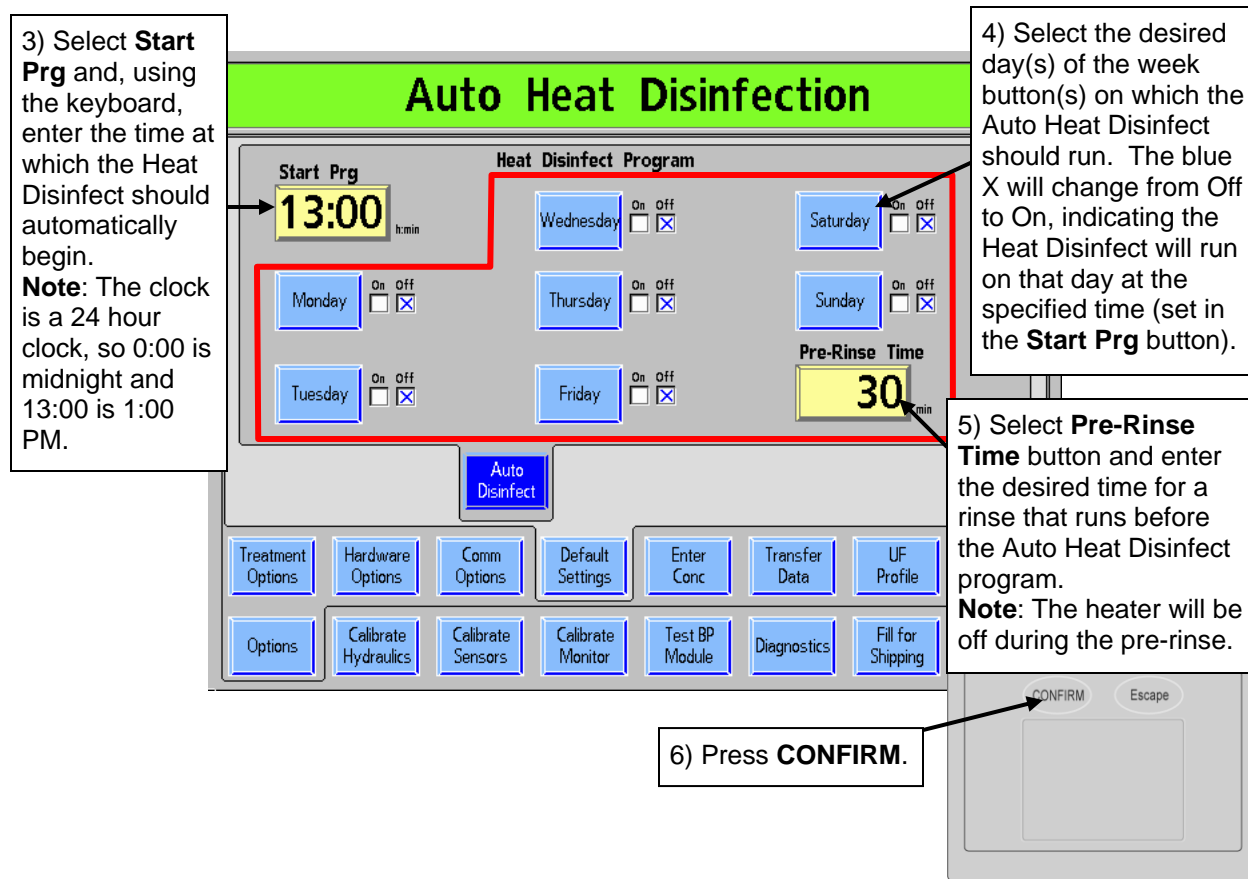 3) Select Start
Prg and, using
the keyboard,
enter the time at
which the Heat
Disinfect should
automatically
begin.
Note: The clock
is a 24 hour
clock, so 0:00 is
midnight and
13:00 is 1:00
PM.
4) Select the desired
day(s) of the week
button(s) on which the
Auto Heat Disinfect
should run.  The blue
X will change from Off
to On, indicating the
Heat Disinfect will run
on that day at the
specified time (set in
the Start Prg button).
Auto Heat Disinfection
Heat Disinfect Program
Start Prg
13:00 h:min
Wednesday On Off
Saturday On Off
Monday On Off
Thursday On Off
Sunday On Off
Tuesday On Off
Friday On Off
Pre-Rinse Time
30 min
5) Select Pre-Rinse
Time button and enter
the desired time for a
rinse that runs before
the Auto Heat Disinfect
program.
Note: The heater will be
off during the pre-rinse.
Auto
Disinfect
Treatment
Options
Hardware
Options
Comm
Options
Default
Settings
Enter
Conc
Transfer
Data
UF
Profile
Options
Calibrate
Hydraulics
Calibrate
Sensors
Calibrate
Monitor
Test BP
Module
Diagnostics
Fill for
Shipping
CONFIRM
Escape
6) Press CONFIRM.